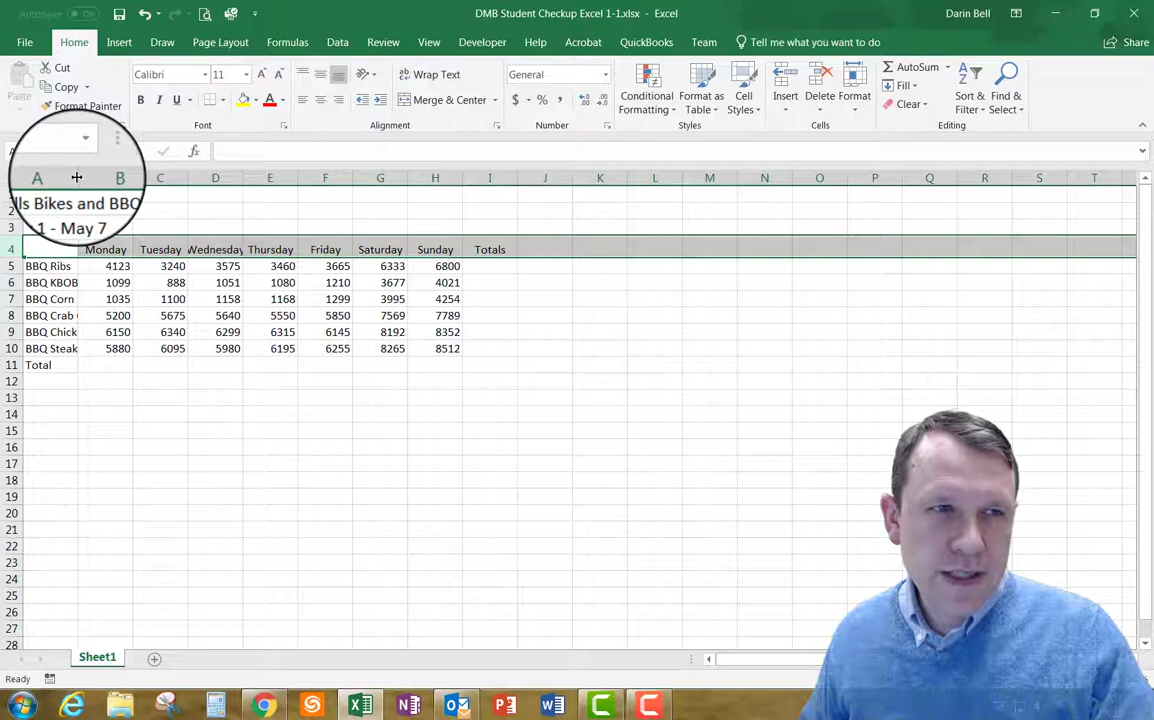 AutoSave Off
DMB Student Checkup Excel 1-1.xlsx - Excel
Darin Bell
File Home Insert Draw Page Layout Formulas Data Review View Developer Help Acrobat QuickBooks Team Tell me what you want to do Share
Paste
Cut
Copy
Format Painter
Calibri 11
B I U
Font
Wrap Text
Merge & Center
Alignment
General
$ % ,
Number
Conditional Formatting
Format as Table
Cell Styles
Styles
Insert Delete Format
Cells
AutoSum
Fill
Clear
Sort & Filter
Find & Select
Editing
fx
A B C D E F G H I J K L M N O P Q R S T
lls Bikes and BBQ
2
1 - May 7
3
4 Monday Tuesday Wednesday Thursday Friday Saturday Sunday Totals
5 BBQ Ribs 4123 3240 3575 3460 3665 6333 6800
6 BBQ KBOB 1099 888 1051 1080 1210 3677 4021
7 BBQ Corn 1035 1100 1158 1168 1299 3995 4254
8 BBQ Crab 5200 5675 5640 5550 5850 7569 7789
9 BBQ Chick 6150 6340 6299 6315 6145 8192 8352
10 BBQ Steak 5880 6095 5980 6195 6255 8265 8512
11 Total
12
13
14
15
16
17
18
19
20
21
22
23
24
25
26
27
28
Sheet1
Ready